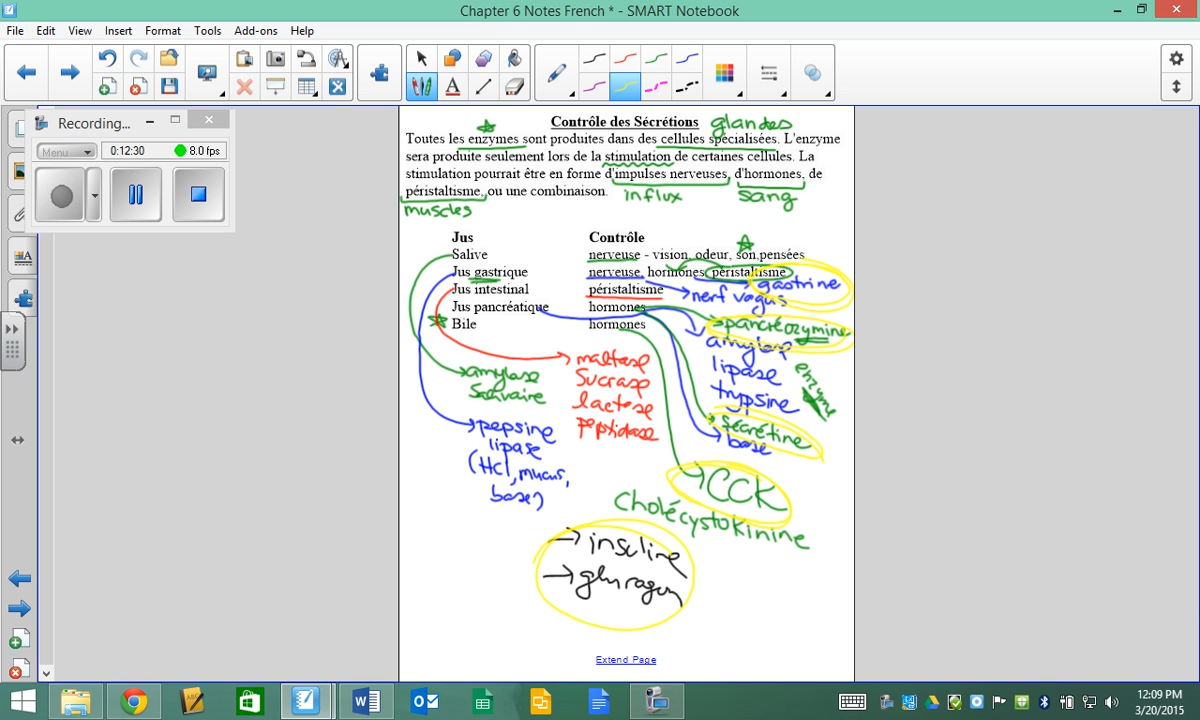 Chapter 6 Notes French * - SMART Notebook
File Edit View Insert Format Tools Add-ons Help
Recording...
Menu 0:12:30 8.0 fps
Contrôle des Sécrétions glandes
Toutes les enzymes sont produites dans des cellules spécialisées. L'enzyme
sera produite seulement lors de la stimulation de certaines cellules. La
stimulation pourrait être en forme d'impulses nerveuses, d'hormones, de
péristaltisme, ou une combinaison.
influx sang
muscles
Jus Contrôle
Salive nerveuse - vision, odeur, son,pensées
Jus gastrique nerveuse, hormones, péristaltisme
gastrine
Jus intestinal péristaltisme
nerf vagus
Jus pancréatique hormones
Bile hormones
pancréozymine
amylase
lipase
trypsine
enzyme
maltase
sucrase
lactose
peptidase
amylase
Salivaire
sécrétine
base
pepsine
lipase
(HCl, mucus,
base)
CCK
Cholécystokinine
→ insuline
→ glucagon
Extend Page
12:09 PM
3/20/2015